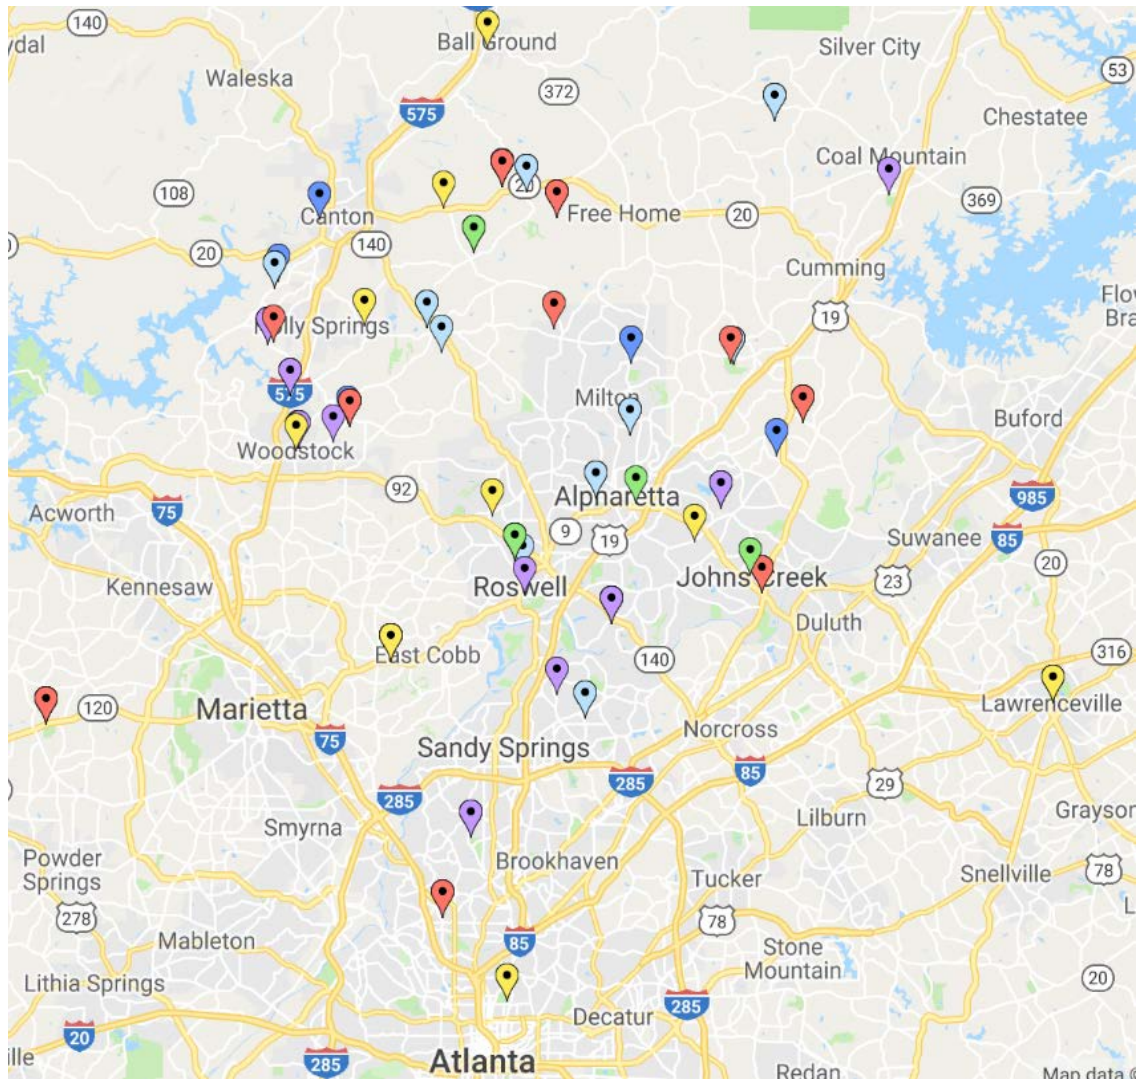 140
Ball Ground
Silver City
Waleska
53
372
575
Chestatee
Coal Mountain
108
20
369
Canton
Free Home
20
20
140
Cumming
19
Holly Springs
575
Milton
Buford
Woodstock
92
Alpharetta
985
Acworth
75
9
19
Suwanee
85
20
Kennesaw
Roswell
Johns Creek
23
Duluth
East Cobb
140
316
120
Marietta
Lawrenceville
75
Norcross
Sandy Springs
285
85
285
29
Smyrna
Lilburn
Grayson
Powder
Springs
Brookhaven
Tucker
Snellville
78
278
78
85
Mableton
Stone
Mountain
20
Lithia Springs
285
Decatur
20
285
Atlanta
Redan
Map data ©